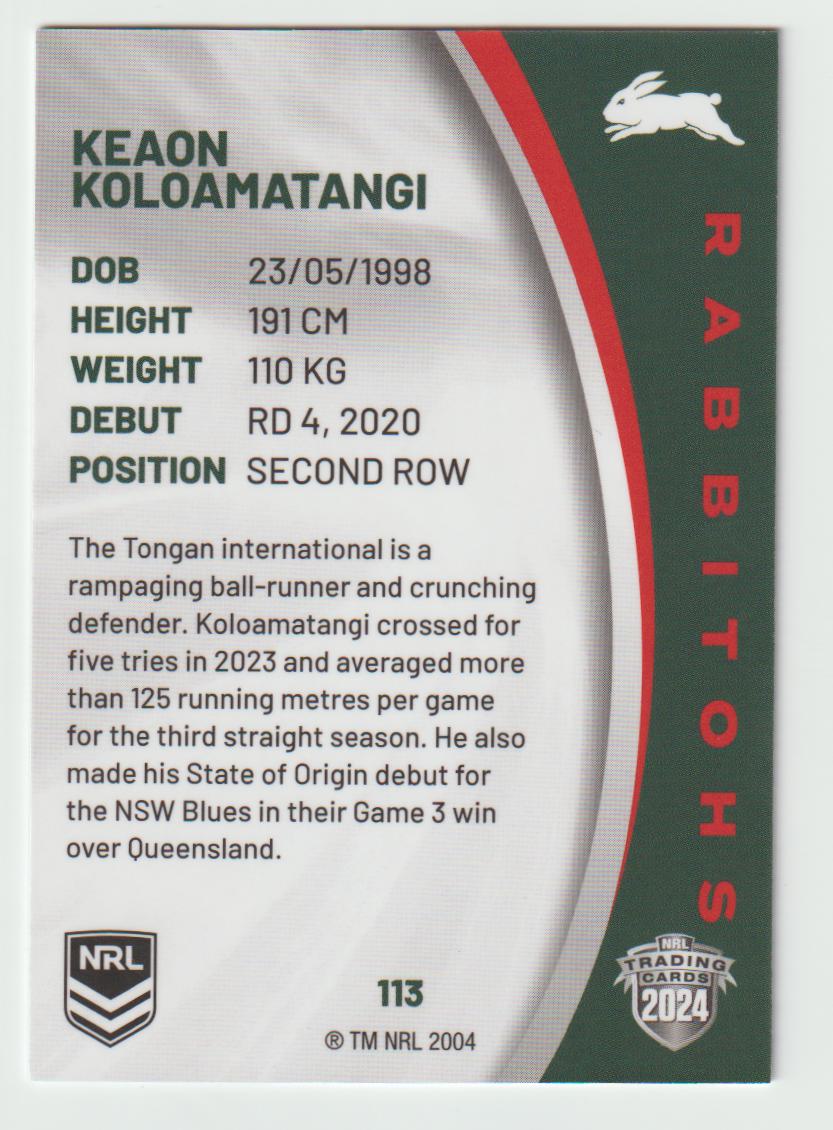 KEAON
KOLOAMATANGI
DOB 23/05/1998
HEIGHT 191 CM
WEIGHT 110 KG
DEBUT RD 4, 2020
POSITION SECOND ROW
The Tongan international is a
rampaging ball-runner and crunching
defender. Koloamatangi crossed for
five tries in 2023 and averaged more
than 125 running metres per game
for the third straight season. He also
made his State of Origin debut for
the NSW Blues in their Game 3 win
over Queensland.
NRL
113
® TM NRL 2004
RABBITOHS
NRL
TRADING
CARDS
2024